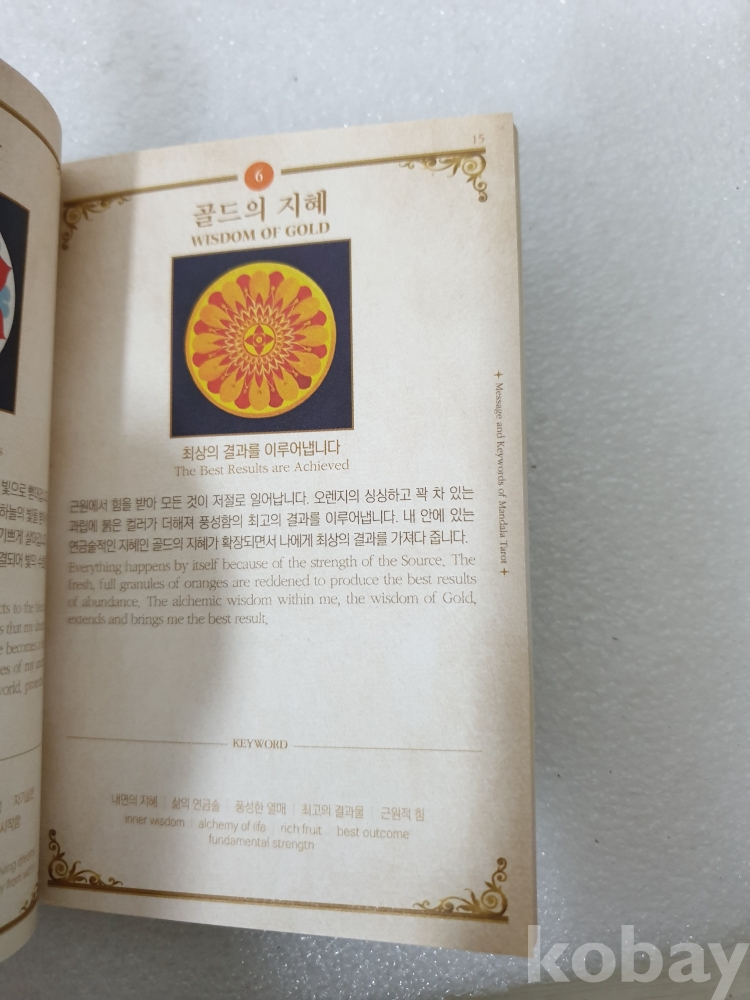 15
6
골드의 지혜
WISDOM OF GOLD
최상의 결과를 이루어냅니다
The Best Results are Achieved
근원에서 힘을 받아 모든 것이 저절로 일어납니다. 오렌지의 싱싱하고 꽉 차 있는
과립에 붉은 컬러가 더해져 풍성함의 최고의 결과를 이루어냅니다. 내 안에 있는
연금술적인 지혜인 골드의 지혜가 확장되면서 나에게 최상의 결과를 가져다 줍니다.
Everything happens by itself because of the strength of the Source. The
fresh, full granules of oranges are reddened to produce the best results
of abundance. The alchemic wisdom within me, the wisdom of Gold,
extends and brings me the best result.
KEYWORD
내면의 지혜 | 삶의 연금술 | 풍성한 열매 | 최고의 결과물 | 근원적 힘
inner wisdom | alchemy of life | rich fruit | best outcome
fundamental strength
Message and Keywords of Mandala Tarot
kobay